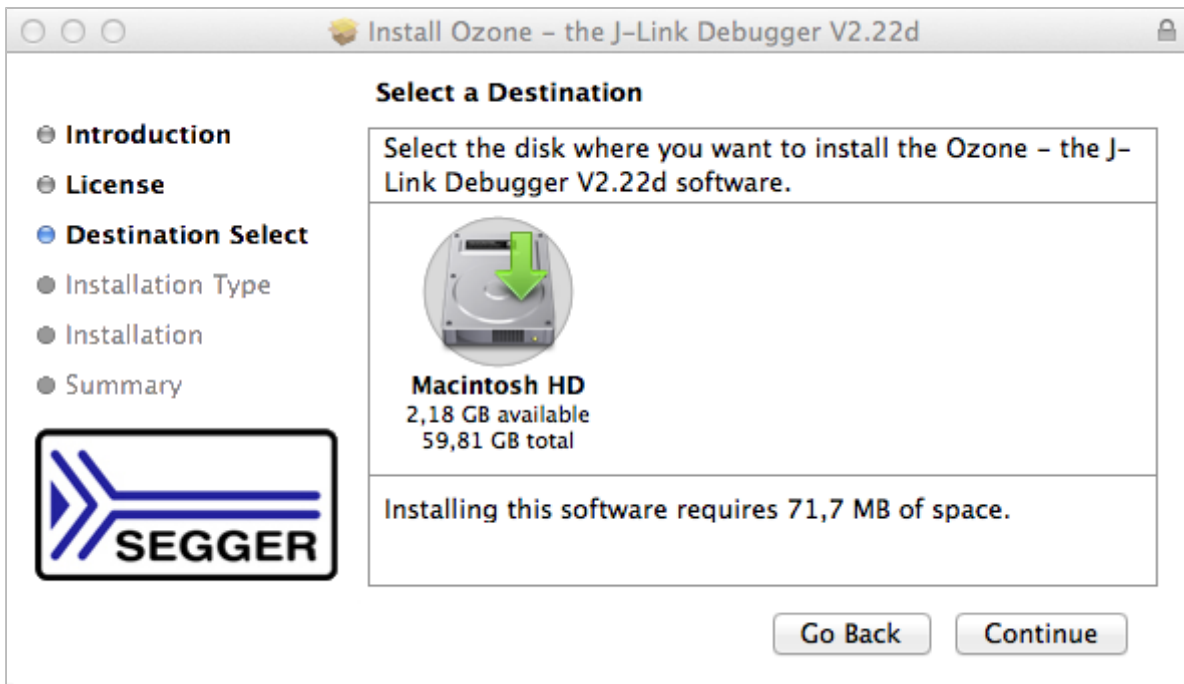 Install Ozone – the J-Link Debugger V2.22d
Select a Destination
Introduction
License
Destination Select
Installation Type
Installation
Summary
SEGGER
Select the disk where you want to install the Ozone – the J-
Link Debugger V2.22d software.
Macintosh HD
2,18 GB available
59,81 GB total
Installing this software requires 71,7 MB of space.
Go Back
Continue